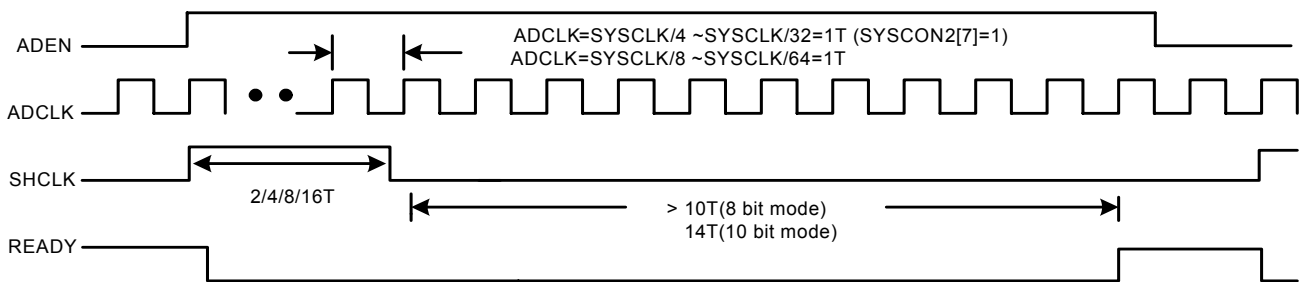 ADEN
ADCLK=SYSCLK/4 ~SYSCLK/32=1T (SYSCON2[7]=1)
ADCLK=SYSCLK/8 ~SYSCLK/64=1T
ADCLK
SHCLK
2/4/8/16T
> 10T(8 bit mode)
14T(10 bit mode)
READY